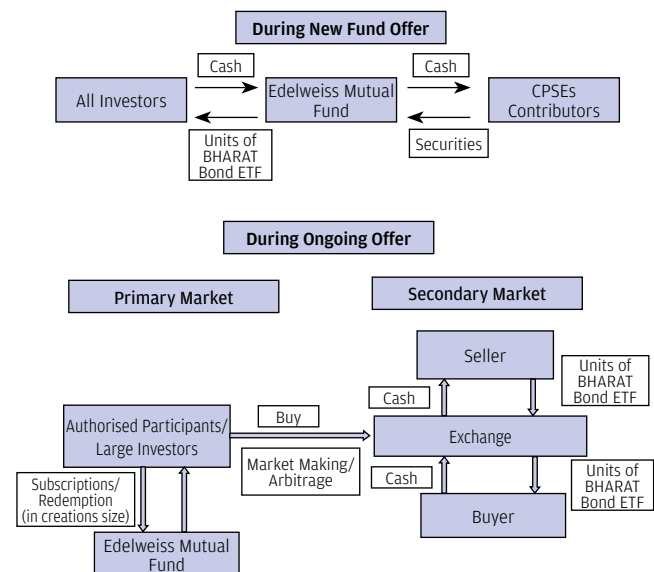 During New Fund Offer
Cash
Cash
All Investors
Edelweiss Mutual
Fund
CPSEs
Contributors
Units of
BHARAT
Bond ETF
Securities
During Ongoing Offer
Primary Market
Secondary Market
Seller
Units of
BHARAT
Bond ETF
Cash
Authorised Participants/
Large Investors
Buy
Exchange
Market Making/
Arbitrage
Cash
Units of
BHARAT
Bond ETF
Subscriptions/
Redemption
(in creations size)
Buyer
Edelweiss Mutual
Fund